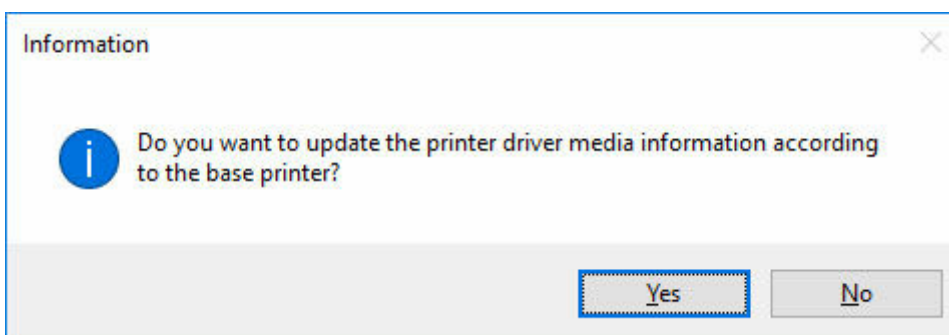 Information
Do you want to update the printer driver media information according
to the base printer?
Yes
No